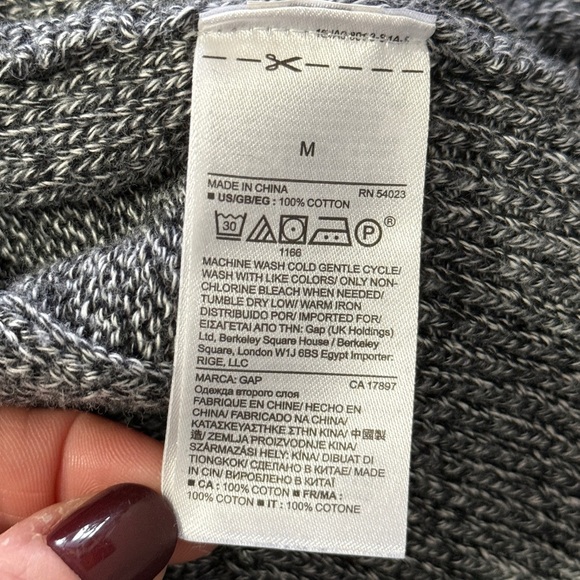 M
MADE IN CHINA RN 54023
■ US/GB/EG : 100% COTTON
30 P ®
1166
MACHINE WASH COLD GENTLE CYCLE/
WASH WITH LIKE COLORS/ ONLY NON-
CHLORINE BLEACH WHEN NEEDED/
TUMBLE DRY LOW/ WARM IRON
DISTRIBUIDO POR/ IMPORTED FOR/
ΕΙΣΑΓΕΤΑΙ ΑΠΟ ΤΗΝ: Gap (UK Holdings)
Ltd, Berkeley Square House / Berkeley
Square, London W1J 6BS Egypt Importer:
RIGE, LLC
MARCA: GAP CA 17897
Одежда второго слоя
FABRIQUE EN CHINE/ HECHO EN
CHINA/ FABRICADO NA CHINA/
ΚΑΤΑΣΚΕΥΑΣΤΗΚΕ ΣΤΗΝ ΚΙΝΑ/ 中國製
造/ ZEMLJA PROIZVODNJE KINA/
SZÁRMAZÁSI HELY: KÍNA/ DIBUAT DI
TIONGKOK/ СДЕЛАНО В КИТАЕ/ MADE
IN CIN/ ВИРОБЛЕНО В КИТАЇ
■ CA : 100% COTON ■ FR/MA :
100% COTON ■ IT : 100% COTONE